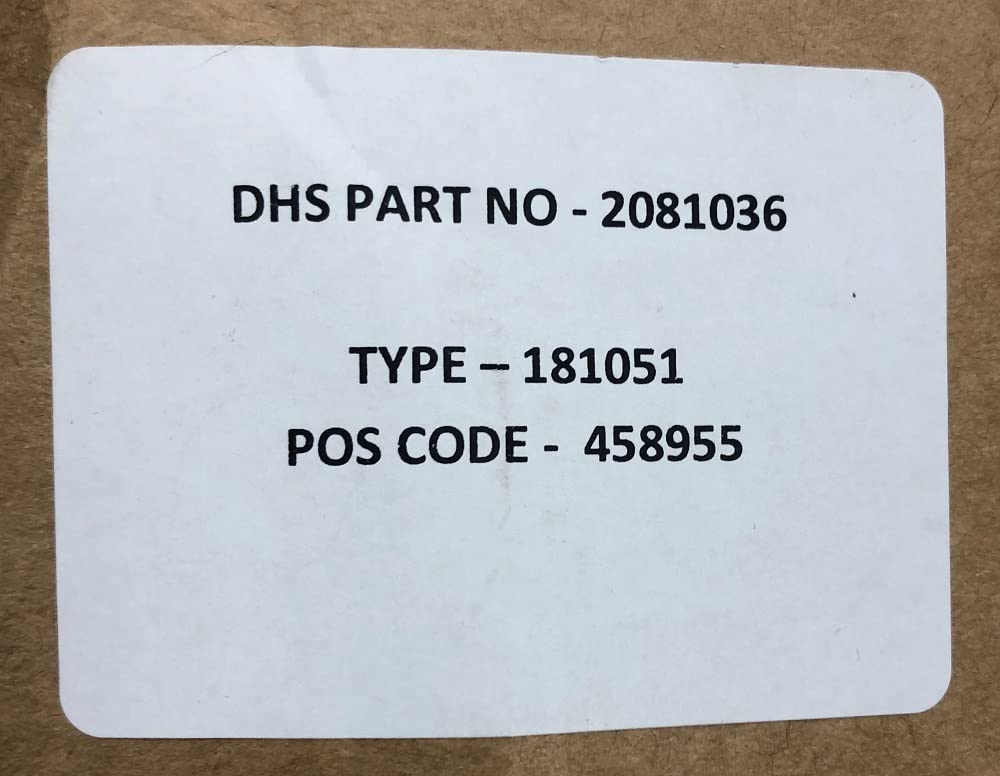 DHS PART NO - 2081036
TYPE – 181051
POS CODE - 458955